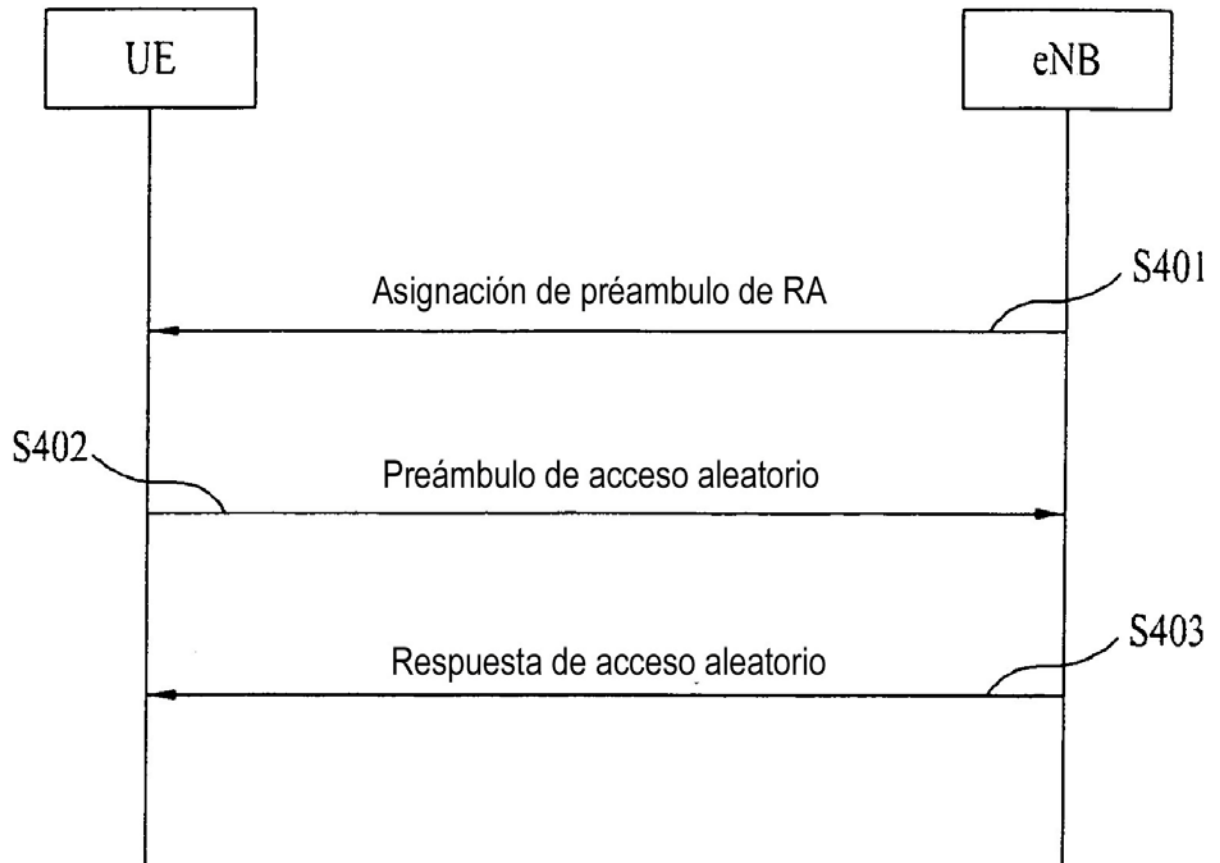 UE
eNB
S401
Asignación de préambulo de RA
S402
Preámbulo de acceso aleatorio
S403
Respuesta de acceso aleatorio